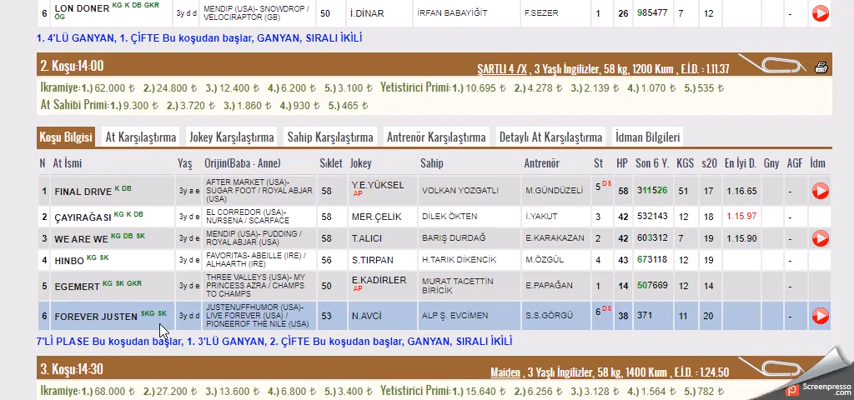 6 LON DONER KG K DB GKR ÖG 3y d d MENDIP (USA)- SNOWDROP / VELOCIRAPTOR (GB) 50 İ.DİNAR İRFAN BABAYİĞİT F.SEZER 1 26 985477 7 12
1. 4'LÜ GANYAN, 1. ÇİFTE Bu koşudan başlar, GANYAN, SIRALI İKİLİ
2. Koşu:14:00 ŞARTLI 4 /X , 3 Yaşlı İngilizler, 58 kg, 1200 Kum , E.İ.D. : 1.11.37
Ikramiye: 1.) 62.000 ₺ 2.) 24.800 ₺ 3.) 12.400 ₺ 4.) 6.200 ₺ 5.) 3.100 ₺ Yetistirici Primi: 1.) 10.695 ₺ 2.) 4.278 ₺ 3.) 2.139 ₺ 4.) 1.070 ₺ 5.) 535 ₺
At Sahibi Primi: 1.) 9.300 ₺ 2.) 3.720 ₺ 3.) 1.860 ₺ 4.) 930 ₺ 5.) 465 ₺
Koşu Bilgisi At Karşılaştırma Jokey Karşılaştırma Sahip Karşılaştırma Antrenör Karşılaştırma Detaylı At Karşılaştırma İdman Bilgileri
N At İsmi Yaş Orijin(Baba - Anne) Sıklet Jokey Sahip Antrenör St HP Son 6 Y. KGS s20 En İyi D. Gny AGF İdm
1 FINAL DRIVE K DB 3y a e AFTER MARKET (USA)- SUGAR FOOT / ROYAL ABJAR (USA) 58 Y.E.YÜKSEL AP VOLKAN YOZGATLI M.GÜNDÜZELİ 5 DS 58 311526 51 17 1.16.65 -
2 ÇAYIRAĞASI K DB 3y d e EL CORREDOR (USA)- NURSENA / SCARFACE 58 MER.ÇELİK DİLEK ÖKTEN İ.YAKUT 3 42 532143 12 18 1.15.97 -
3 WE ARE WE KG DB SK 3y d e MENDIP (USA)- PUDDING / ROYAL ABJAR (USA) 58 T.ALICI BARIŞ DURDAĞ E.KARAKAZAN 2 42 603312 7 19 1.15.90 -
4 HINBO KG SK 3y d e FAVORITAS- ABEILLE (IRE) / ALHAARTH (IRE) 56 S.TIRPAN H.TARIK DİKENCİK M.ÖZGÜL 4 43 673118 12 19 -
5 EGEMERT KG SK GKR 3y d e THREE VALLEYS (USA)- MY PRINCESS AZRA / CHAMPS TO CHAMPS 50 E.KADİRLER AP MURAT TACETTİN BİRİCİK E.PAPAĞAN 1 14 507669 12 14 -
6 FOREVER JUSTEN SKG SK 3y d d JUSTENUFFHUMOR (USA)- LIVE FOREVER (USA) / PIONEEROF THE NILE (USA) 53 N.AVCİ ALP Ş. EVCİMEN S.S.GÖRGÜ 6 DS 38 371 11 20 -
7'Lİ PLASE Bu koşudan başlar, 1. 3'LÜ GANYAN, 2. ÇİFTE Bu koşudan başlar, GANYAN, SIRALI İKİLİ
3. Koşu:14:30 Maiden , 3 Yaşlı İngilizler, 58 kg, 1400 Kum , E.İ.D. : 1.24.50
Ikramiye: 1.) 68.000 ₺ 2.) 27.200 ₺ 3.) 13.600 ₺ 4.) 6.800 ₺ 5.) 3.400 ₺ Yetistirici Primi: 1.) 15.640 ₺ 2.) 6.256 ₺ 3.) 3.128 ₺ 4.) 1.564 ₺ 5.) 782 ₺
Screenpresso.com